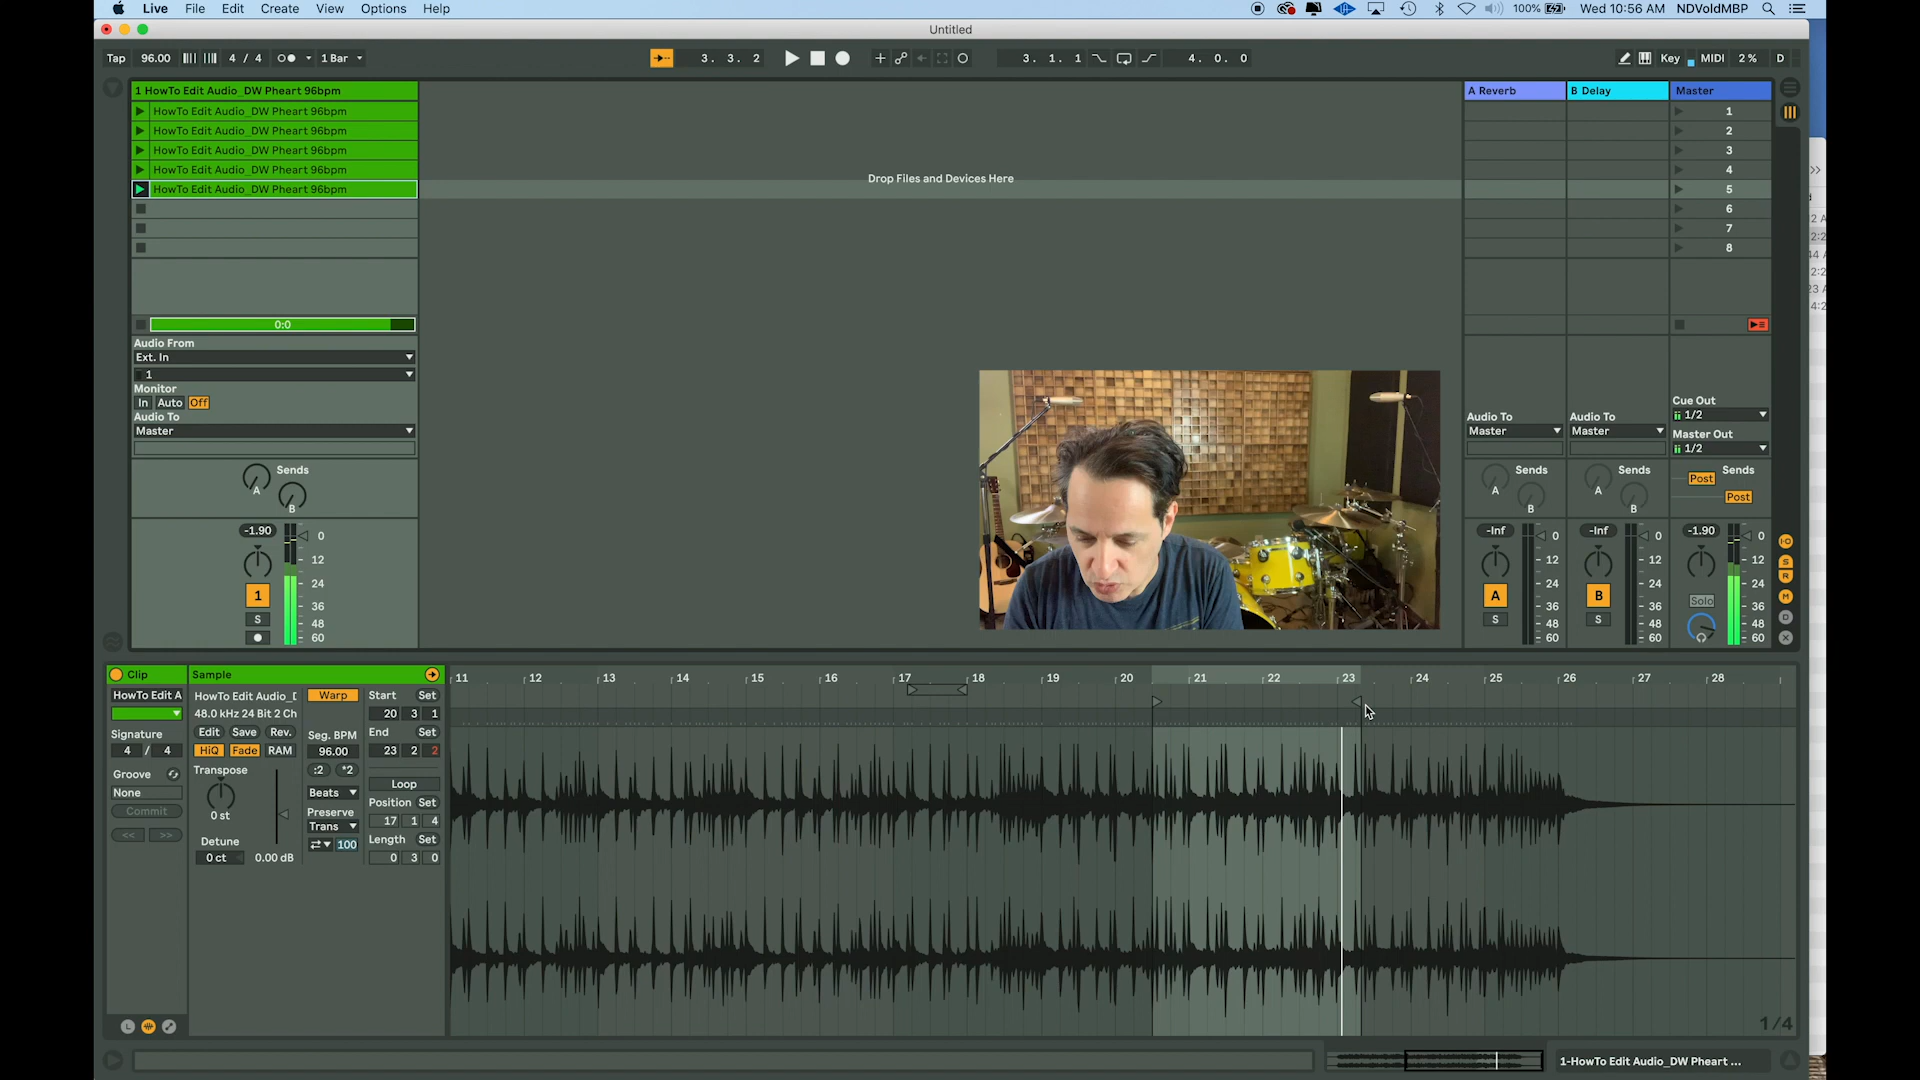 Live File Edit Create View Options Help 100% Wed 10:56 AM NDVoldMBP
Untitled
Tap 96.00 4 / 4 1 Bar 3. 3. 2 3. 1. 1 4. 0. 0 Key MIDI 2% D
1 HowTo Edit Audio_DW Pheart 96bpm A Reverb B Delay Master
HowTo Edit Audio_DW Pheart 96bpm 1
HowTo Edit Audio_DW Pheart 96bpm 2
HowTo Edit Audio_DW Pheart 96bpm 3
HowTo Edit Audio_DW Pheart 96bpm 4
Drop Files and Devices Here
HowTo Edit Audio_DW Pheart 96bpm 5
6
7
8
0:0
Audio From
Ext. In
1
Monitor
In Auto Off
Audio To
Master
Audio To
Master
Audio To
Master
Cue Out
1/2
Master Out
1/2
Sends Sends Sends Sends
A B A B A B Post Post
-1.90 0 -Inf 0 -Inf 0 -1.90 0
12 12 12 12
24 24 24 24
1 36 A 36 B 36 Solo 36
S 48 S 48 S 48 48
60 60 60 60
Clip Sample
11 12 13 14 15 16 17 18 19 20 21 22 23 24 25 26 27 28
HowTo Edit A HowTo Edit Audio_ Warp Start Set
48.0 kHz 24 Bit 2 Ch 20 3 1
Signature Edit Save Rev. Seg. BPM End Set
4 / 4 HiQ Fade RAM 96.00 23 2 2
Groove Transpose :2 *2 Loop
None Beats Position Set
Commit 0 st Preserve 17 1 4
<< >> Trans Length Set
Detune 100
0 ct 0.00 dB 0 3 0
1/4
1-HowTo Edit Audio_DW Pheart ...